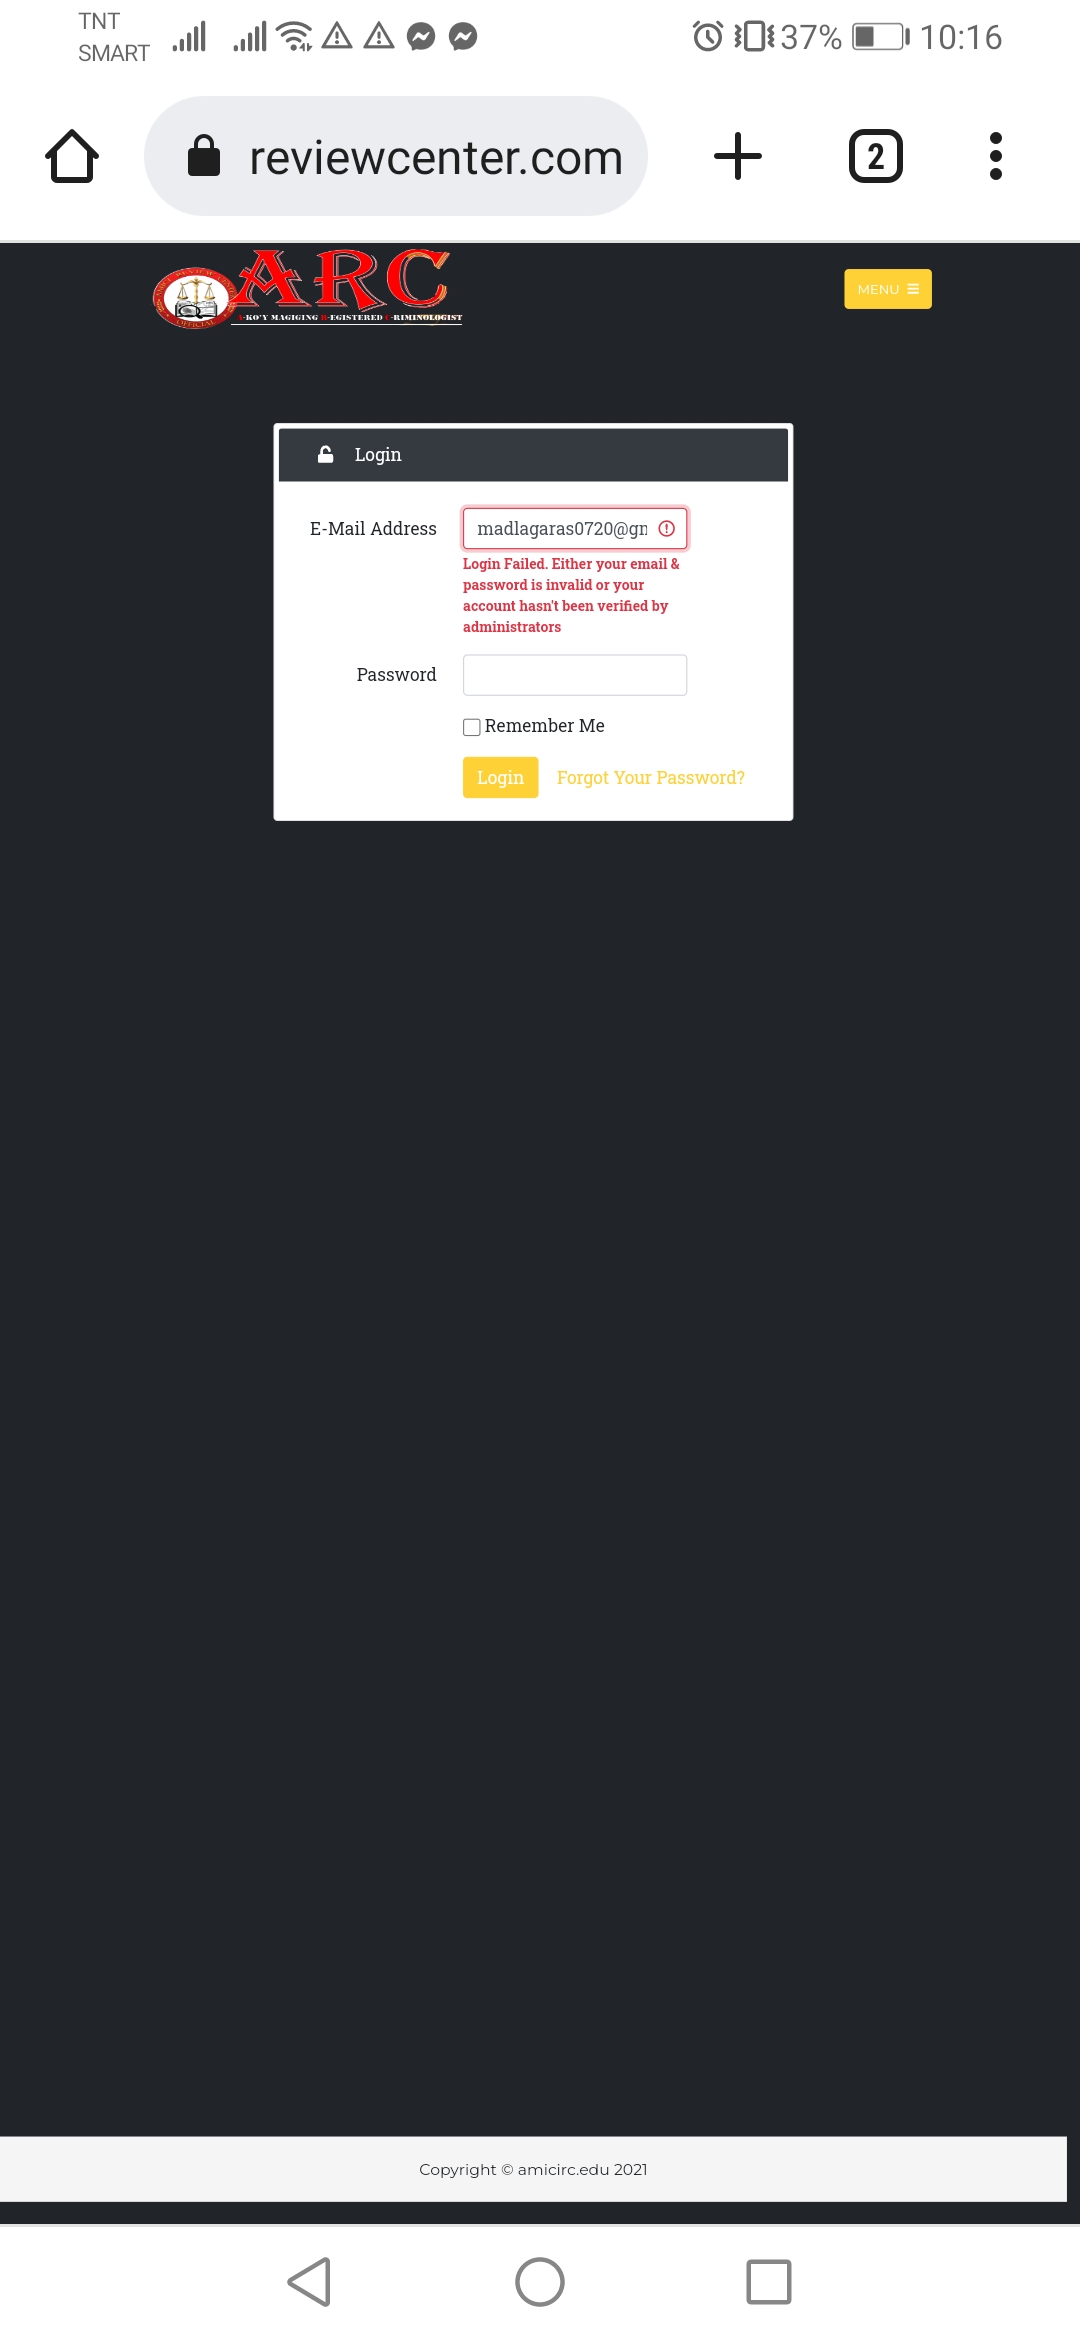 TNT
SMART
37%
10:16
reviewcenter.com
2
ARC
A-KO'Y MAGIGING R-EGISTERED C-RIMINOLOGIST
OFFICIAL
MENU
Login
E-Mail Address
madlagaras0720@gm
Login Failed. Either your email &
password is invalid or your
account hasn't been verified by
administrators
Password
Remember Me
Login
Forgot Your Password?
Copyright © amicirc.edu 2021